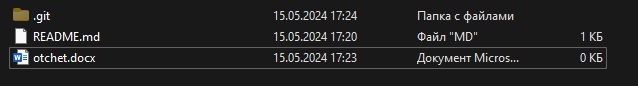 .git 15.05.2024 17:24 Папка с файлами
README.md 15.05.2024 17:20 Файл "MD" 1 КБ
otchet.docx 15.05.2024 17:23 Документ Micros... 0 КБ